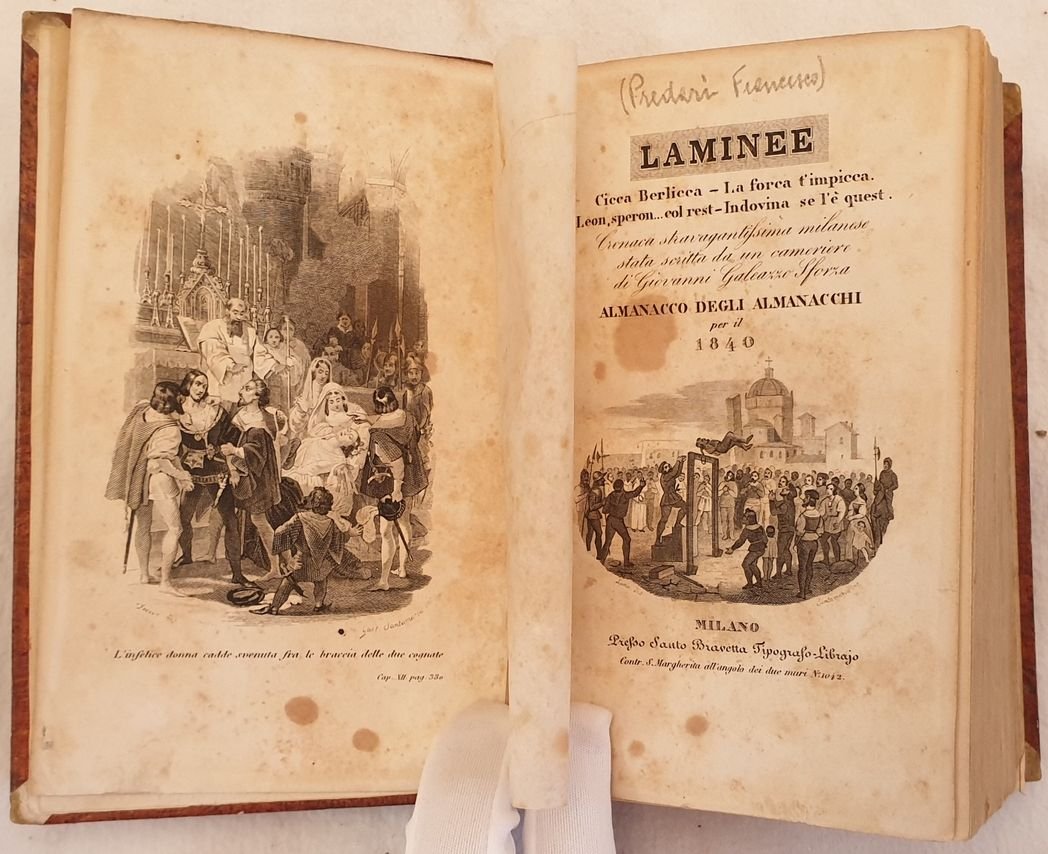 L'infelice donna cadde svenuta fra le braccia delle due cognate
Cap. XII pag. 330
(Predari Francesco)
LAMINEE
Cicca Berlicca – La forca t'impicca.
Leon, speron... col rest – Indovina se l'è quest.
Cronaca stravagantissima milanese
stata scritta da un cameriere
di Giovanni Galeazzo Sforza
ALMANACCO DEGLI ALMANACCHI
per il
1840
MILANO
Presso Santo Bravetta Tipografo-Librajo
Contr. S. Margherita all'angolo dei due muri N. 1042.